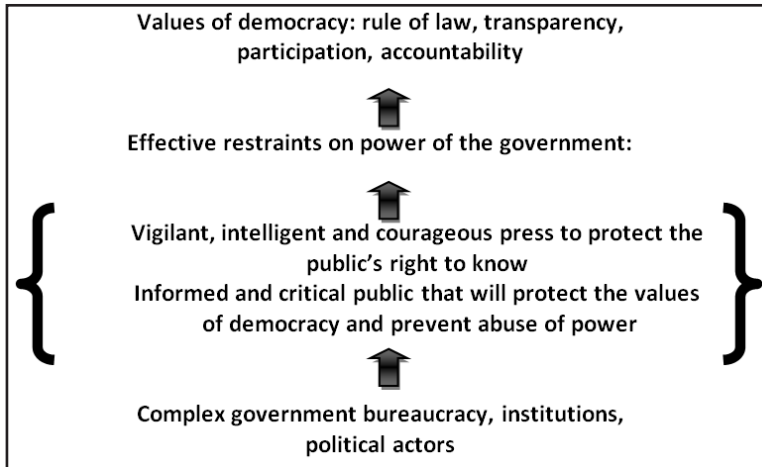 Values of democracy: rule of law, transparency,
participation, accountability
Effective restraints on power of the government:
Vigilant, intelligent and courageous press to protect the
public's right to know
Informed and critical public that will protect the values
of democracy and prevent abuse of power
Complex government bureaucracy, institutions,
political actors